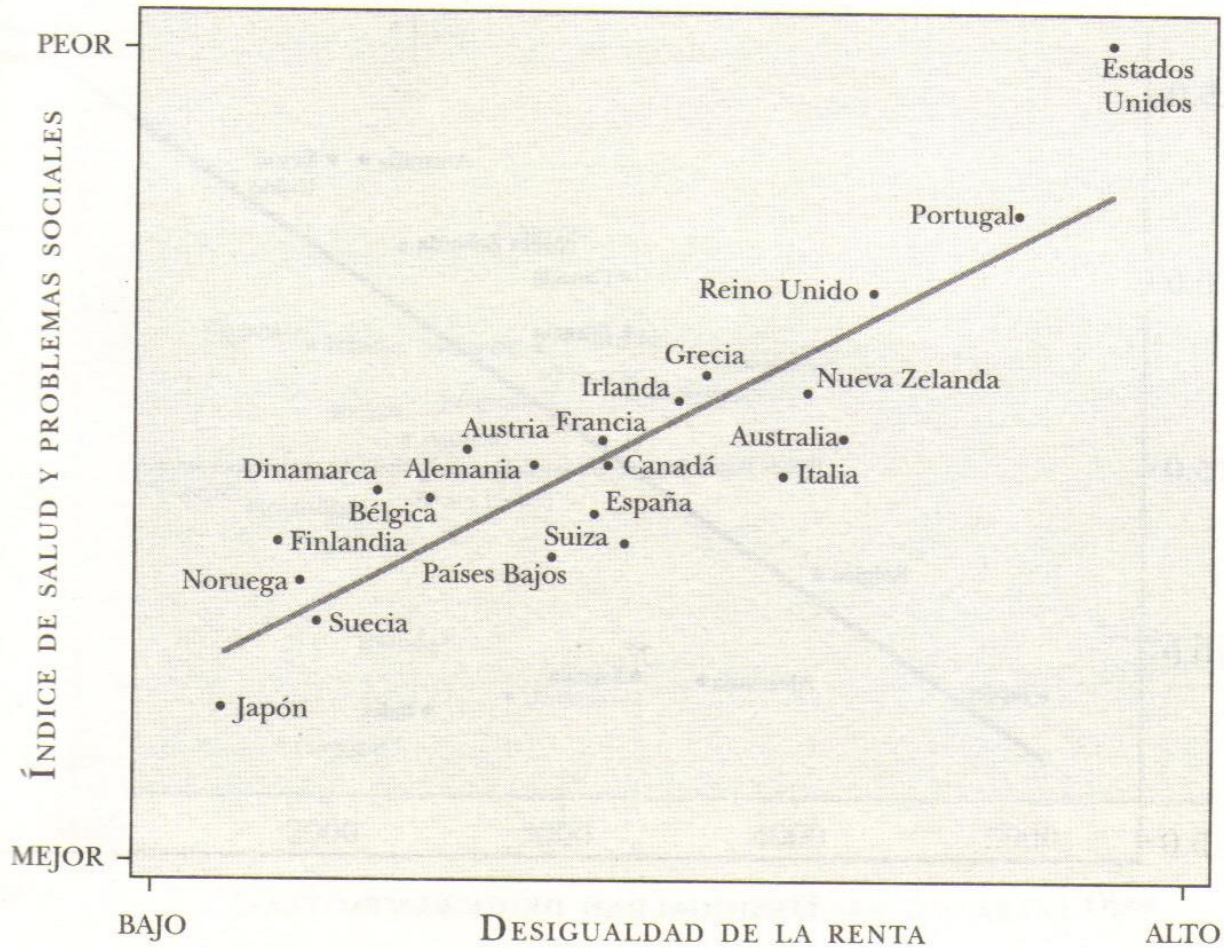 PEOR
ÍNDICE DE SALUD Y PROBLEMAS SOCIALES
MEJOR
Estados
Unidos
Portugal
Reino Unido
Grecia
Irlanda
Nueva Zelanda
Francia
Austria
Australia
Dinamarca
Alemania
Canadá
Italia
Bélgica
España
Finlandia
Suiza
Noruega
Países Bajos
Suecia
Japón
BAJO
DESIGUALDAD DE LA RENTA
ALTO